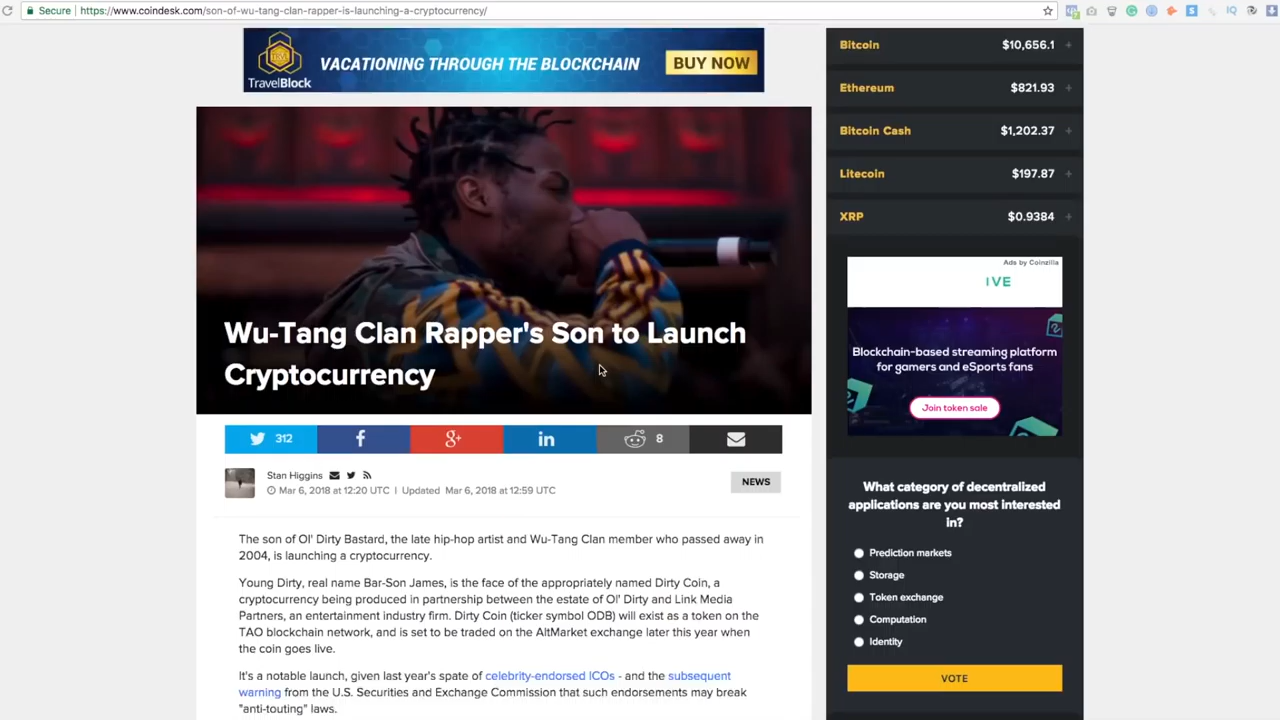 Secure
https://www.coindesk.com/son-of-wu-tang-clan-rapper-is-launching-a-cryptocurrency/
TravelBlock
VACATIONING THROUGH THE BLOCKCHAIN
BUY NOW
Wu-Tang Clan Rapper's Son to Launch
Cryptocurrency
312
8
Stan Higgins
Mar 6, 2018 at 12:20 UTC | Updated Mar 6, 2018 at 12:59 UTC
NEWS
The son of Ol' Dirty Bastard, the late hip-hop artist and Wu-Tang Clan member who passed away in
2004, is launching a cryptocurrency.
Young Dirty, real name Bar-Son James, is the face of the appropriately named Dirty Coin, a
cryptocurrency being produced in partnership between the estate of Ol' Dirty and Link Media
Partners, an entertainment industry firm. Dirty Coin (ticker symbol ODB) will exist as a token on the
TAO blockchain network, and is set to be traded on the AltMarket exchange later this year when
the coin goes live.
It's a notable launch, given last year's spate of celebrity-endorsed ICOs - and the subsequent
warning from the U.S. Securities and Exchange Commission that such endorsements may break
"anti-touting" laws.
Bitcoin $10,656.1 +
Ethereum $821.93 +
Bitcoin Cash $1,202.37 +
Litecoin $197.87 +
XRP $0.9384 +
Ads by Coinzilla
IVE
Blockchain-based streaming platform
for gamers and eSports fans
Join token sale
What category of decentralized
applications are you most interested
in?
Prediction markets
Storage
Token exchange
Computation
Identity
VOTE